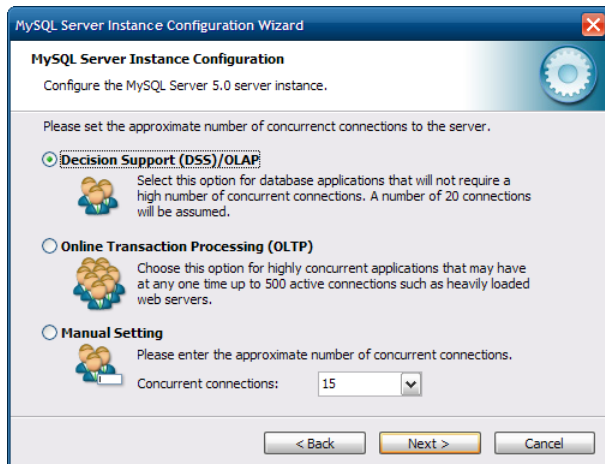 MySQL Server Instance Configuration Wizard
MySQL Server Instance Configuration
Configure the MySQL Server 5.0 server instance.
Please set the approximate number of concurrenct connections to the server.
Decision Support (DSS)/OLAP
Select this option for database applications that will not require a
high number of concurrent connections. A number of 20 connections
will be assumed.
Online Transaction Processing (OLTP)
Choose this option for highly concurrent applications that may have
at any one time up to 500 active connections such as heavily loaded
web servers.
Manual Setting
Please enter the approximate number of concurrent connections.
Concurrent connections: 15
< Back Next > Cancel